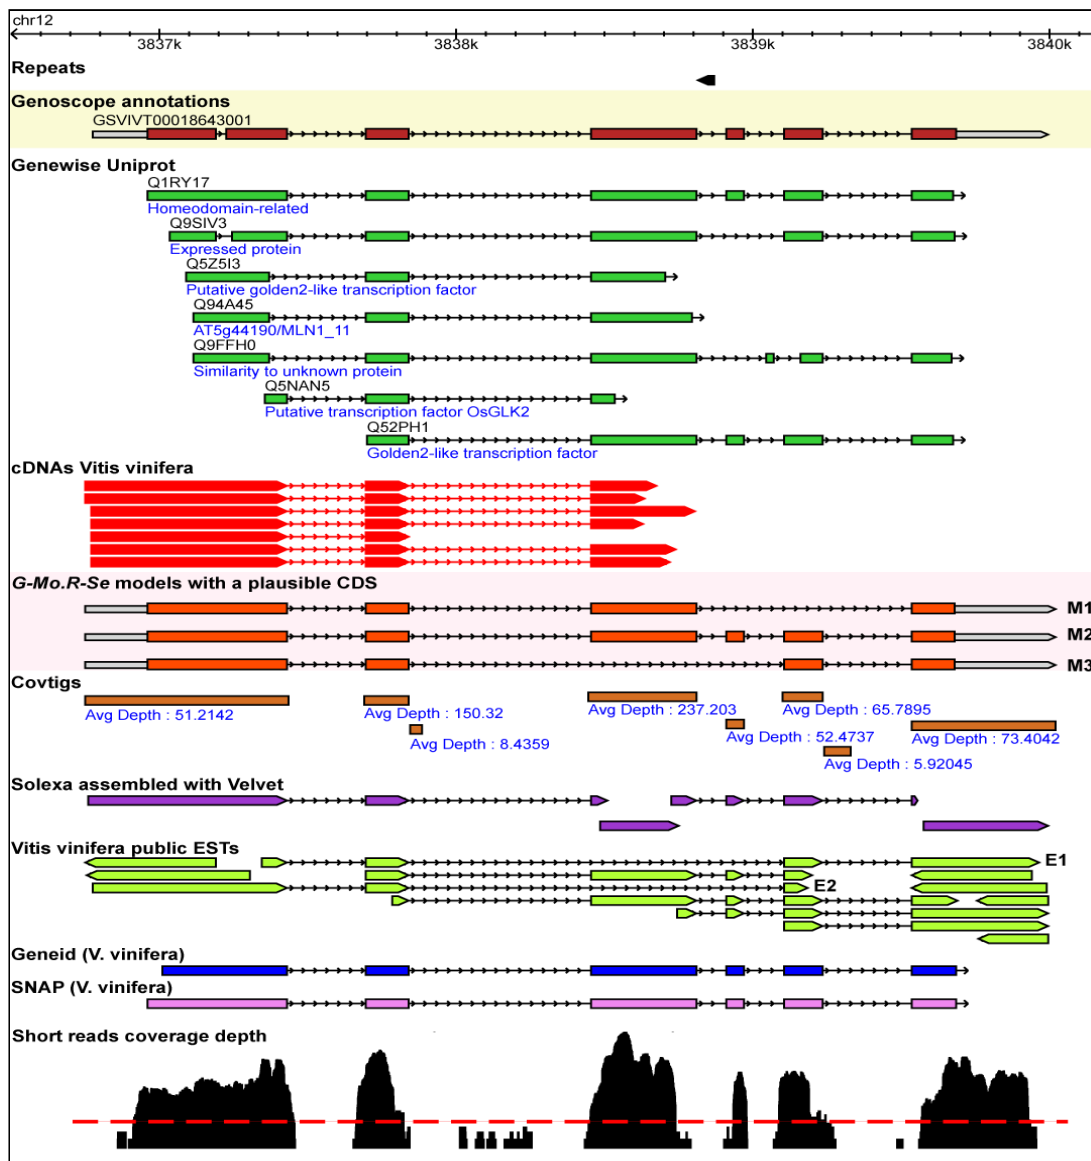 chr12
3837k 3838k 3839k 3840k
Repeats
Genoscope annotations
GSVIVT00018643001
Genewise Uniprot
Q1RY17
Homeodomain-related
Q9SIV3
Expressed protein
Q5Z5I3
Putative golden2-like transcription factor
Q94A45
AT5g44190/MLN1_11
Q9FFH0
Similarity to unknown protein
Q5NAN5
Putative transcription factor OsGLK2
Q52PH1
Golden2-like transcription factor
cDNAs Vitis vinifera
G-Mo.R-Se models with a plausible CDS
M1
M2
M3
Covtigs
Avg Depth : 51.2142
Avg Depth : 150.32
Avg Depth : 8.4359
Avg Depth : 237.203
Avg Depth : 52.4737
Avg Depth : 65.7895
Avg Depth : 5.92045
Avg Depth : 73.4042
Solexa assembled with Velvet
Vitis vinifera public ESTs
E1
E2
Geneid (V. vinifera)
SNAP (V. vinifera)
Short reads coverage depth